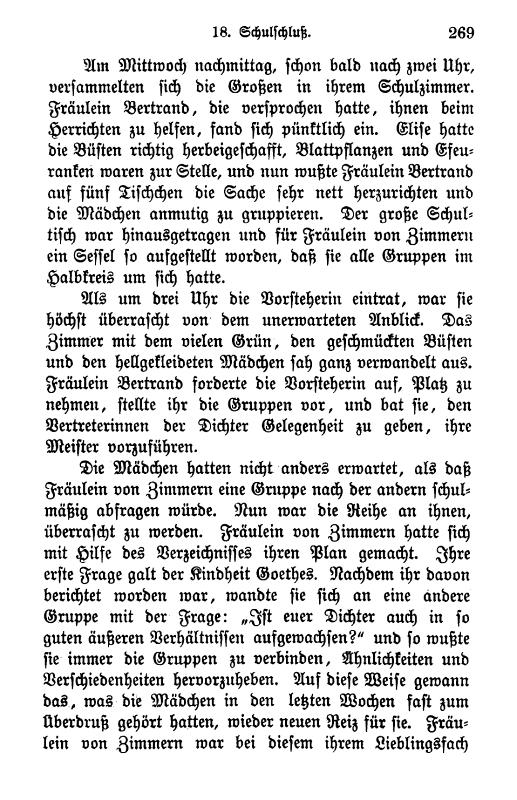 18. Schulschluß. 269
Am Mittwoch nachmittag, schon bald nach zwei Uhr,
versammelten sich die Großen in ihrem Schulzimmer.
Fräulein Bertrand, die versprochen hatte, ihnen beim
Herrichten zu helfen, fand sich pünktlich ein. Elise hatte
die Büsten richtig herbeigeschafft, Blattpflanzen und Efeu-
ranken waren zur Stelle, und nun wußte Fräulein Bertrand
auf fünf Tischchen die Sache sehr nett herzurichten und
die Mädchen anmutig zu gruppieren. Der große Schul-
tisch war hinausgetragen und für Fräulein von Zimmern
ein Sessel so aufgestellt worden, daß sie alle Gruppen im
Halbkreis um sich hatte.
Als um drei Uhr die Vorsteherin eintrat, war sie
höchst überrascht von dem unerwarteten Anblick. Das
Zimmer mit dem vielen Grün, den geschmückten Büsten
und den hellgekleideten Mädchen sah ganz verwandelt aus.
Fräulein Bertrand forderte die Vorsteherin auf, Platz zu
nehmen, stellte ihr die Gruppen vor, und bat sie, den
Vertreterinnen der Dichter Gelegenheit zu geben, ihre
Meister vorzuführen.
Die Mädchen hatten nicht anders erwartet, als daß
Fräulein von Zimmern eine Gruppe nach der andern schul-
mäßig abfragen würde. Nun war die Reihe an ihnen,
überrascht zu werden. Fräulein von Zimmern hatte sich
mit Hilfe des Verzeichnisses ihren Plan gemacht. Ihre
erste Frage galt der Kindheit Goethes. Nachdem ihr davon
berichtet worden war, wandte sie sich an eine andere
Gruppe mit der Frage: „Ist euer Dichter auch in so
guten äußeren Verhältnissen aufgewachsen?“ und so wußte
sie immer die Gruppen zu verbinden, Ähnlichkeiten und
Verschiedenheiten hervorzuheben. Auf diese Weise gewann
das, was die Mädchen in den letzten Wochen fast zum
Überdruß gehört hatten, wieder neuen Reiz für sie. Fräu-
lein von Zimmern war bei diesem ihrem Lieblingsfach